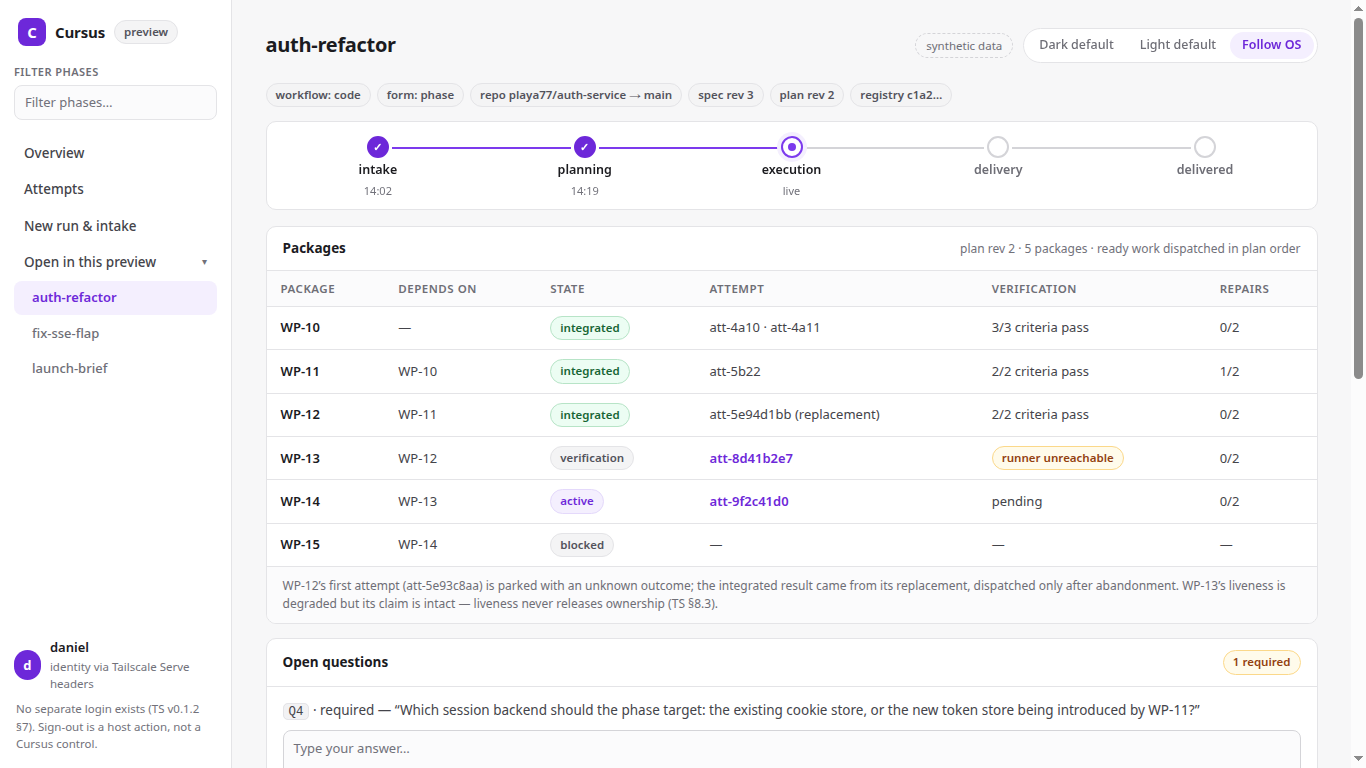 C Cursus preview
FILTER PHASES
Filter phases...
Overview
Attempts
New run & intake
Open in this preview ▾
auth-refactor
fix-sse-flap
launch-brief
d daniel
identity via Tailscale Serve
headers
No separate login exists (TS v0.1.2
§7). Sign-out is a host action, not a
Cursus control.
auth-refactor
synthetic data Dark default Light default Follow OS
workflow: code form: phase repo playa77/auth-service → main spec rev 3 plan rev 2 registry c1a2…
✓ ✓
intake planning execution delivery delivered
14:02 14:19 live
Packages plan rev 2 · 5 packages · ready work dispatched in plan order
PACKAGE DEPENDS ON STATE ATTEMPT VERIFICATION REPAIRS
WP-10 — integrated att-4a10 · att-4a11 3/3 criteria pass 0/2
WP-11 WP-10 integrated att-5b22 2/2 criteria pass 1/2
WP-12 WP-11 integrated att-5e94d1bb (replacement) 2/2 criteria pass 0/2
WP-13 WP-12 verification att-8d41b2e7 runner unreachable 0/2
WP-14 WP-13 active att-9f2c41d0 pending 0/2
WP-15 WP-14 blocked — — —
WP-12’s first attempt (att-5e93c8aa) is parked with an unknown outcome; the integrated result came from its replacement, dispatched only after abandonment. WP-13’s liveness is
degraded but its claim is intact — liveness never releases ownership (TS §8.3).
Open questions 1 required
Q4 · required — “Which session backend should the phase target: the existing cookie store, or the new token store being introduced by WP-11?”
Type your answer...